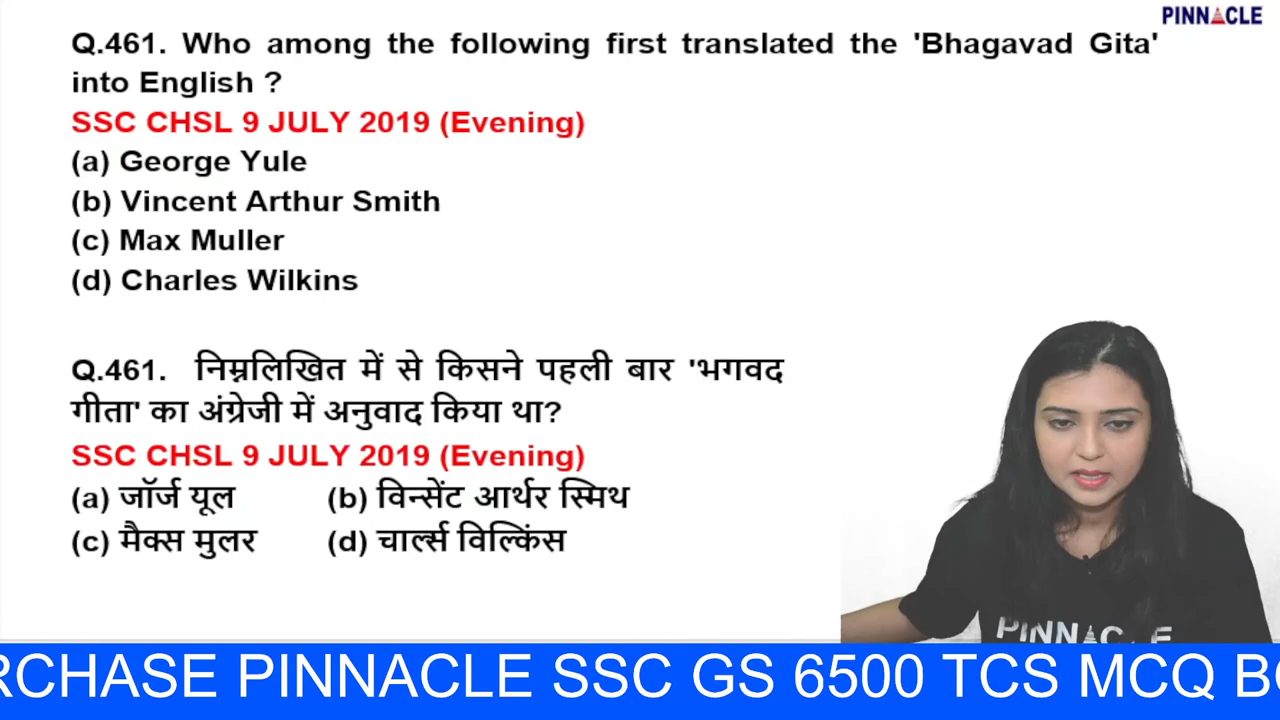 PINNACLE
Q.461. Who among the following first translated the 'Bhagavad Gita'
into English ?
SSC CHSL 9 JULY 2019 (Evening)
(a) George Yule
(b) Vincent Arthur Smith
(c) Max Muller
(d) Charles Wilkins
Q.461. निम्नलिखित में से किसने पहली बार 'भगवद
गीता' का अंग्रेजी में अनुवाद किया था?
SSC CHSL 9 JULY 2019 (Evening)
(a) जॉर्ज यूल (b) विन्सेंट आर्थर स्मिथ
(c) मैक्स मुलर (d) चार्ल्स विल्किंस
PINNACLE
RCHASE PINNACLE SSC GS 6500 TCS MCQ B